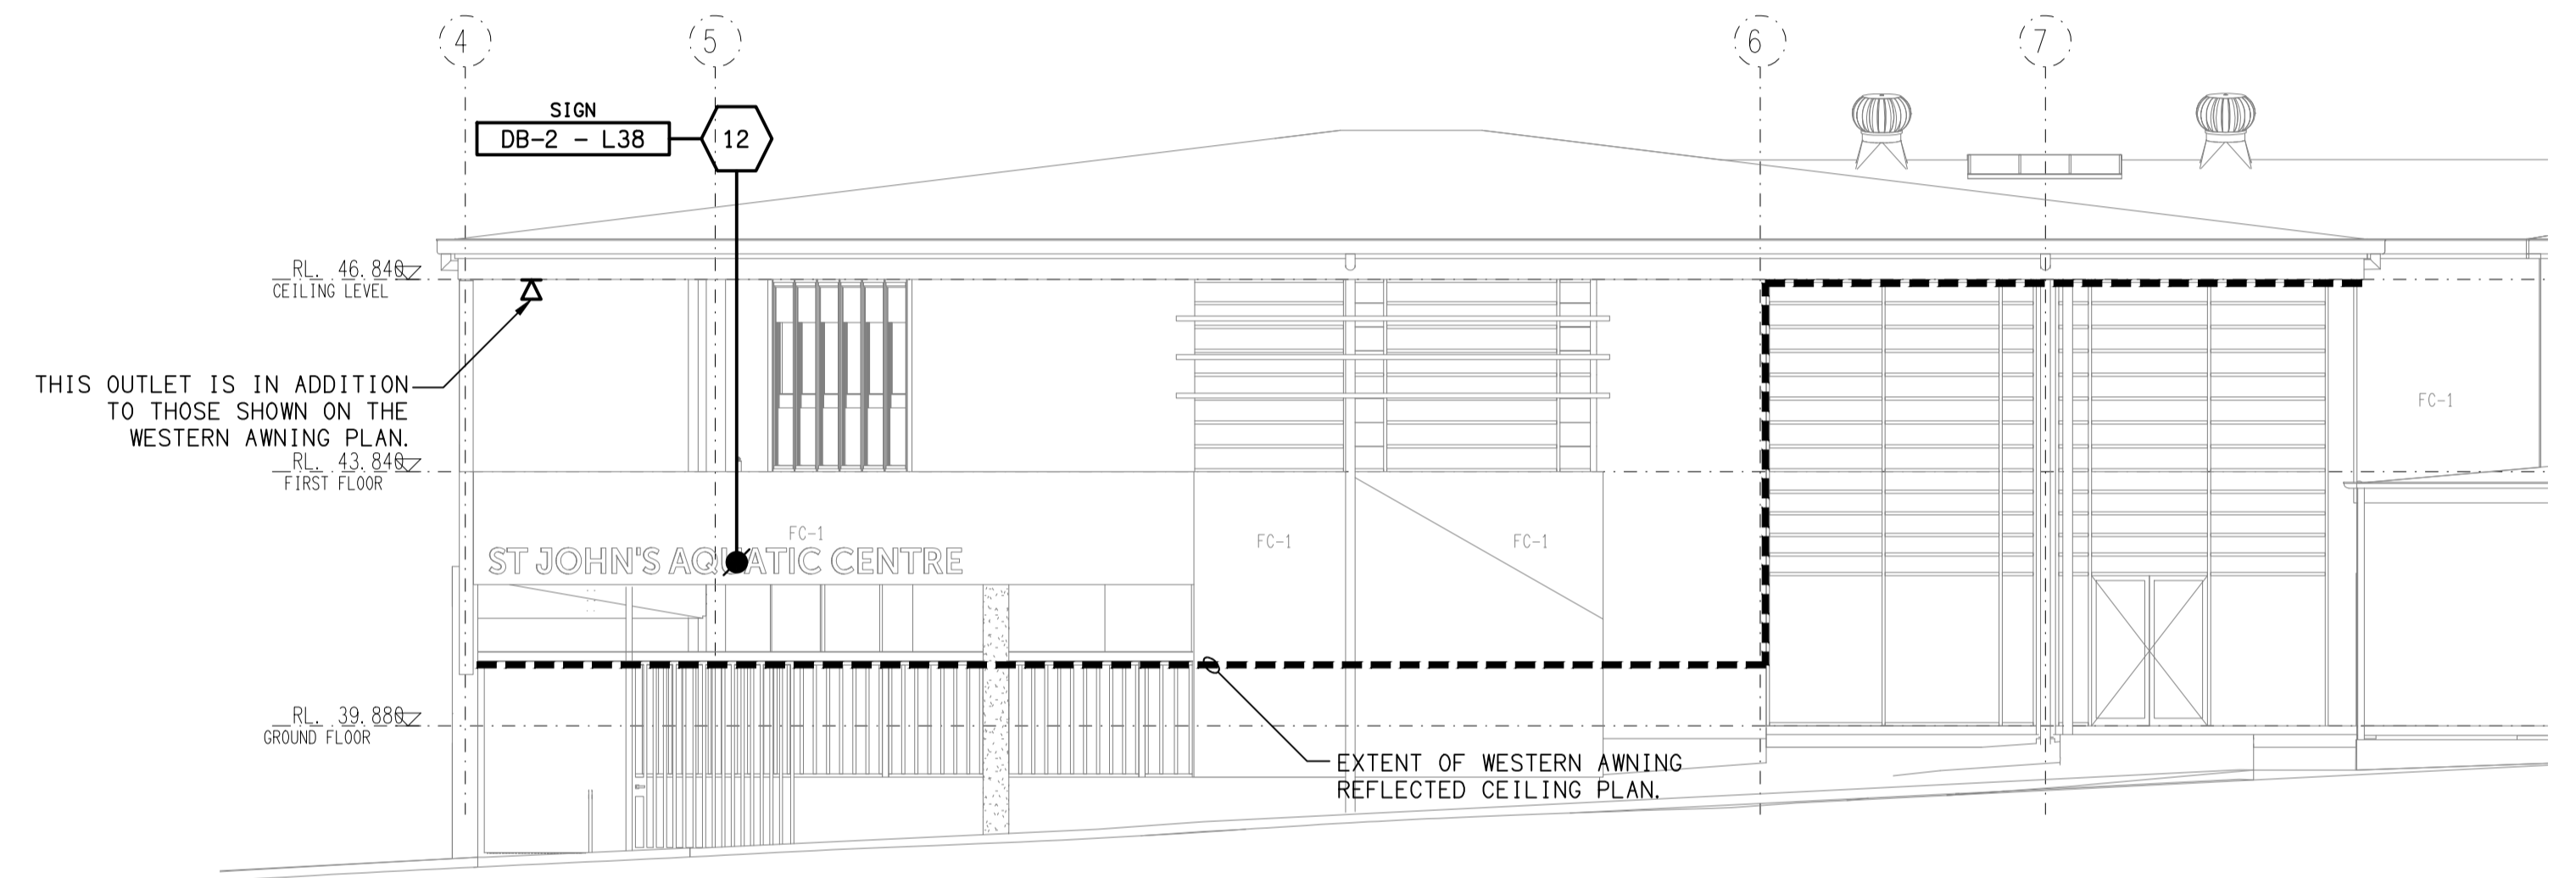 4
5
6
7
SIGN
DB-2 - L38
12
RL. 46.840
CEILING LEVEL
THIS OUTLET IS IN ADDITION
TO THOSE SHOWN ON THE
WESTERN AWNING PLAN.
FC-1
RL. 43.840
FIRST FLOOR
FC-1
FC-1
FC-1
ST JOHN'S AQUATIC CENTRE
RL. 39.880
GROUND FLOOR
EXTENT OF WESTERN AWNING
REFLECTED CEILING PLAN.